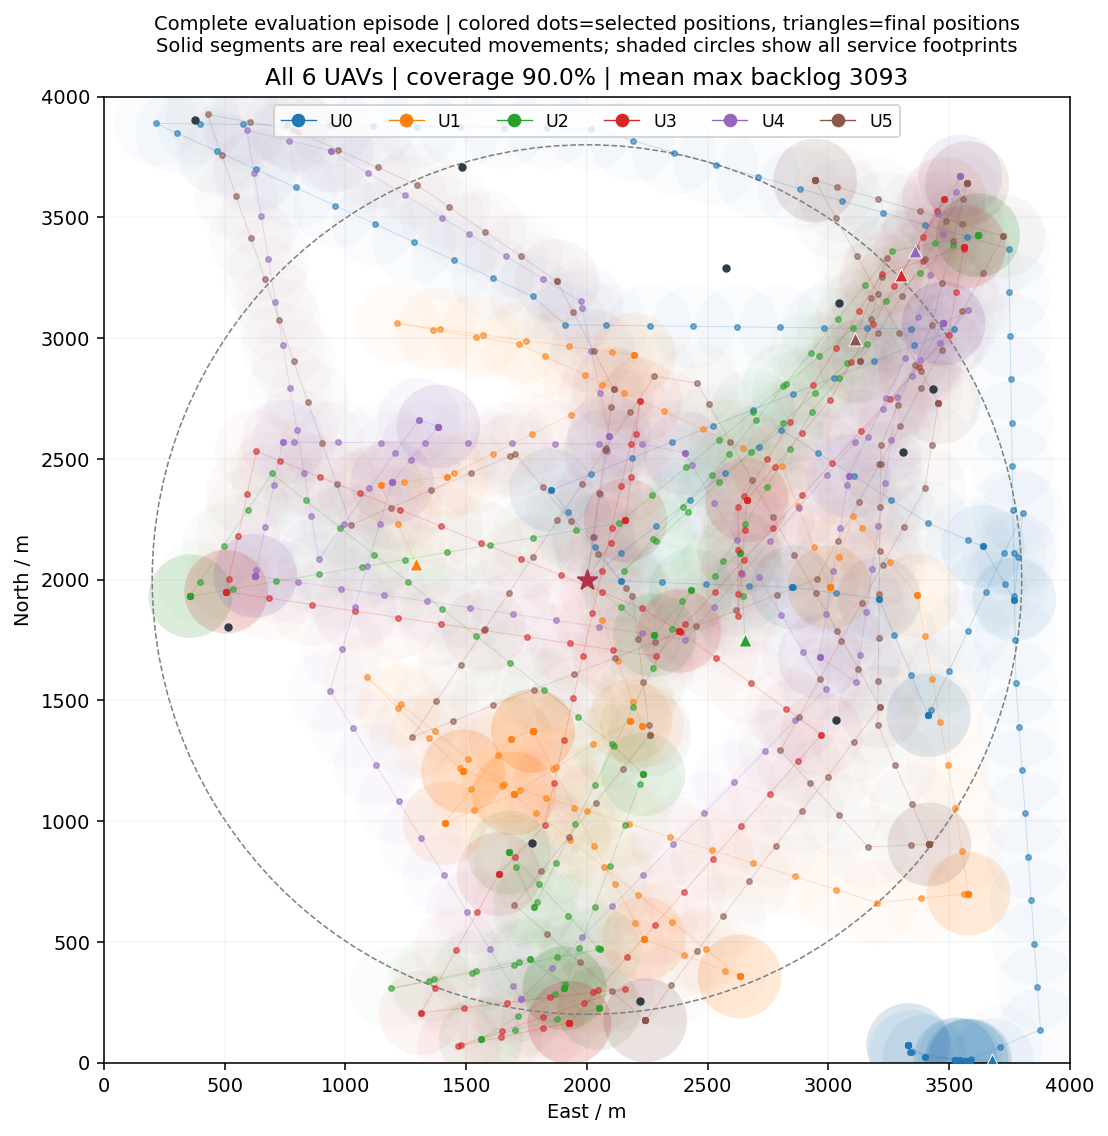 Complete evaluation episode | colored dots=selected positions, triangles=final positions
Solid segments are real executed movements; shaded circles show all service footprints
All 6 UAVs | coverage 90.0% | mean max backlog 3093
U0 U1 U2 U3 U4 U5
4000
3500
3000
2500
2000
1500
1000
500
0
North / m
0 500 1000 1500 2000 2500 3000 3500 4000
East / m